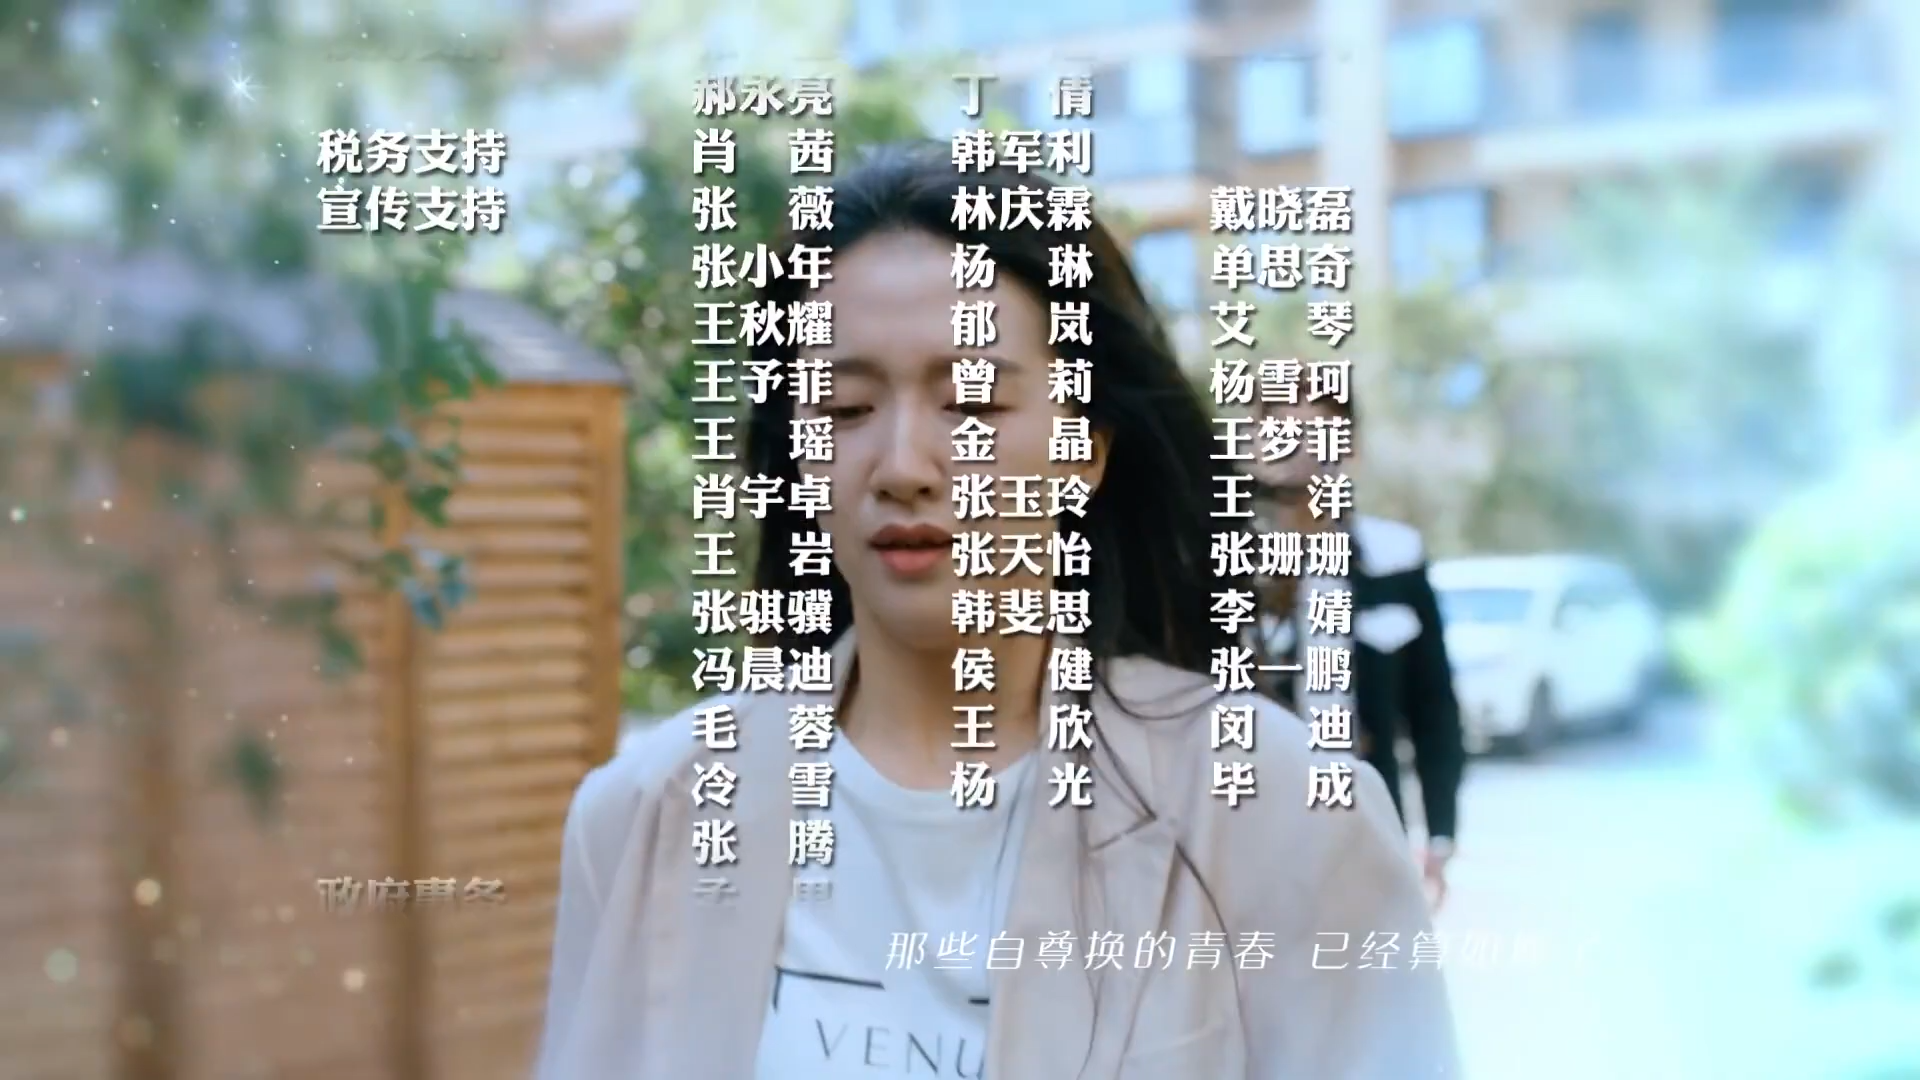 郝永亮 丁倩
税务支持 肖茜 韩军利
宣传支持 张薇 林庆霖 戴晓磊
张小年 杨琳 单思奇
王秋耀 郁岚 艾琴
王予菲 曾莉 杨雪珂
王瑶 金晶 王梦菲
肖宇卓 张玉玲 王洋
王岩 张天怡 张珊珊
张骐骥 韩斐思 李婧
冯晨迪 侯健 张一鹏
毛蓉 王欣 闵迪
冷雪 杨光 毕成
张腾
政府事务
那些自尊换的青春 已经算
VENU